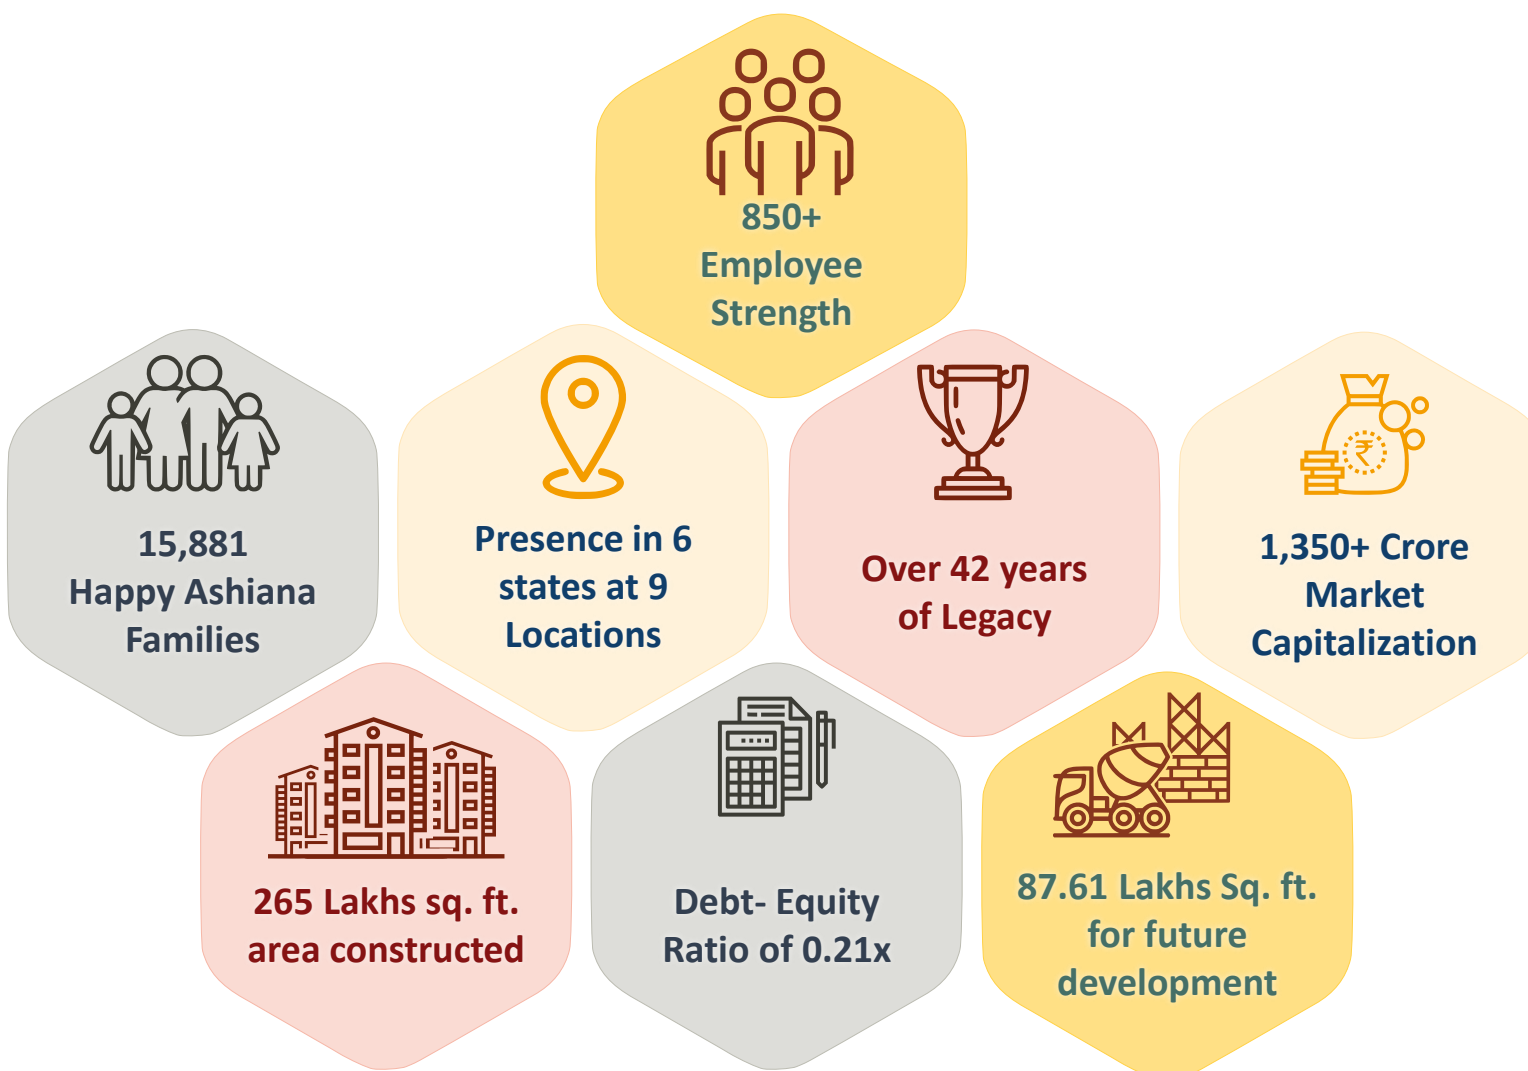 850+
Employee
Strength
15,881
Happy Ashiana
Families
Presence in 6
states at 9
Locations
Over 42 years
of Legacy
₹
1,350+ Crore
Market
Capitalization
265 Lakhs sq. ft.
area constructed
Debt- Equity
Ratio of 0.21x
87.61 Lakhs Sq. ft.
for future
development